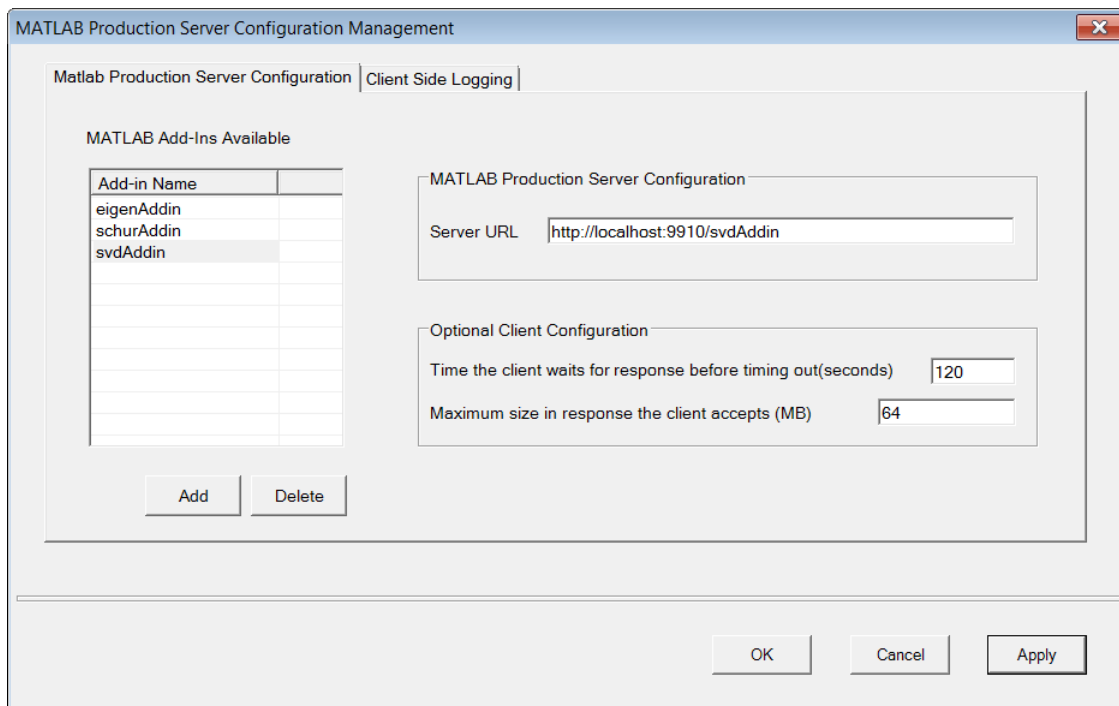 MATLAB Production Server Configuration Management
Matlab Production Server Configuration
Client Side Logging
MATLAB Add-Ins Available
Add-in Name
eigenAddin
schurAddin
svdAddin
Add
Delete
MATLAB Production Server Configuration
Server URL
http://localhost:9910/svdAddin
Optional Client Configuration
Time the client waits for response before timing out(seconds)
120
Maximum size in response the client accepts (MB)
64
OK
Cancel
Apply